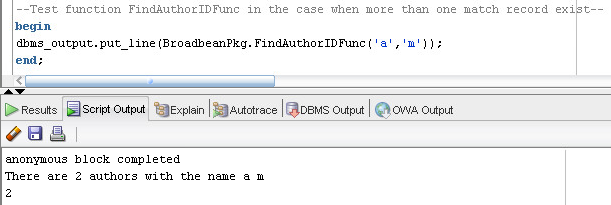 --Test function FindAuthorIDFunc in the case when more than one match record exist--
begin
dbms_output.put_line(BroadbeanPkg.FindAuthorIDFunc('a','m'));
end;
Results Script Output Explain Autotrace DBMS Output OWA Output
anonymous block completed
There are 2 authors with the name a m
2